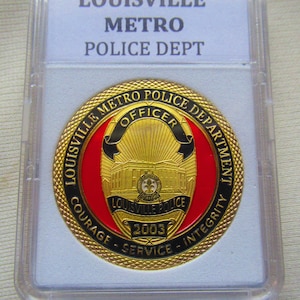 LOUISVILLE
METRO
POLICE DEPT
LOUISVILLE METRO POLICE DEPARTMENT
OFFICER
LOUISVILLE POLICE
2003
COURAGE - SERVICE - INTEGRITY